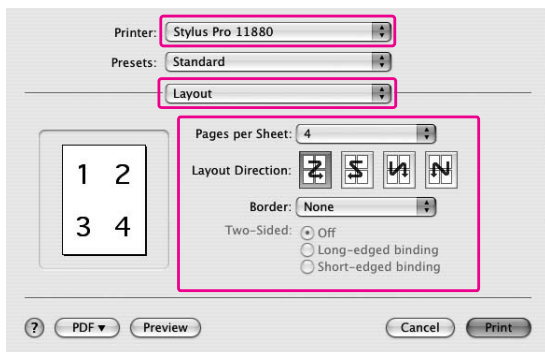 Printer: Stylus Pro 11880
Presets: Standard
Layout
Pages per Sheet: 4
Layout Direction:
Border: None
Two-Sided: Off
Long-edged binding
Short-edged binding
1 2
3 4
? PDF▼ Preview Cancel Print